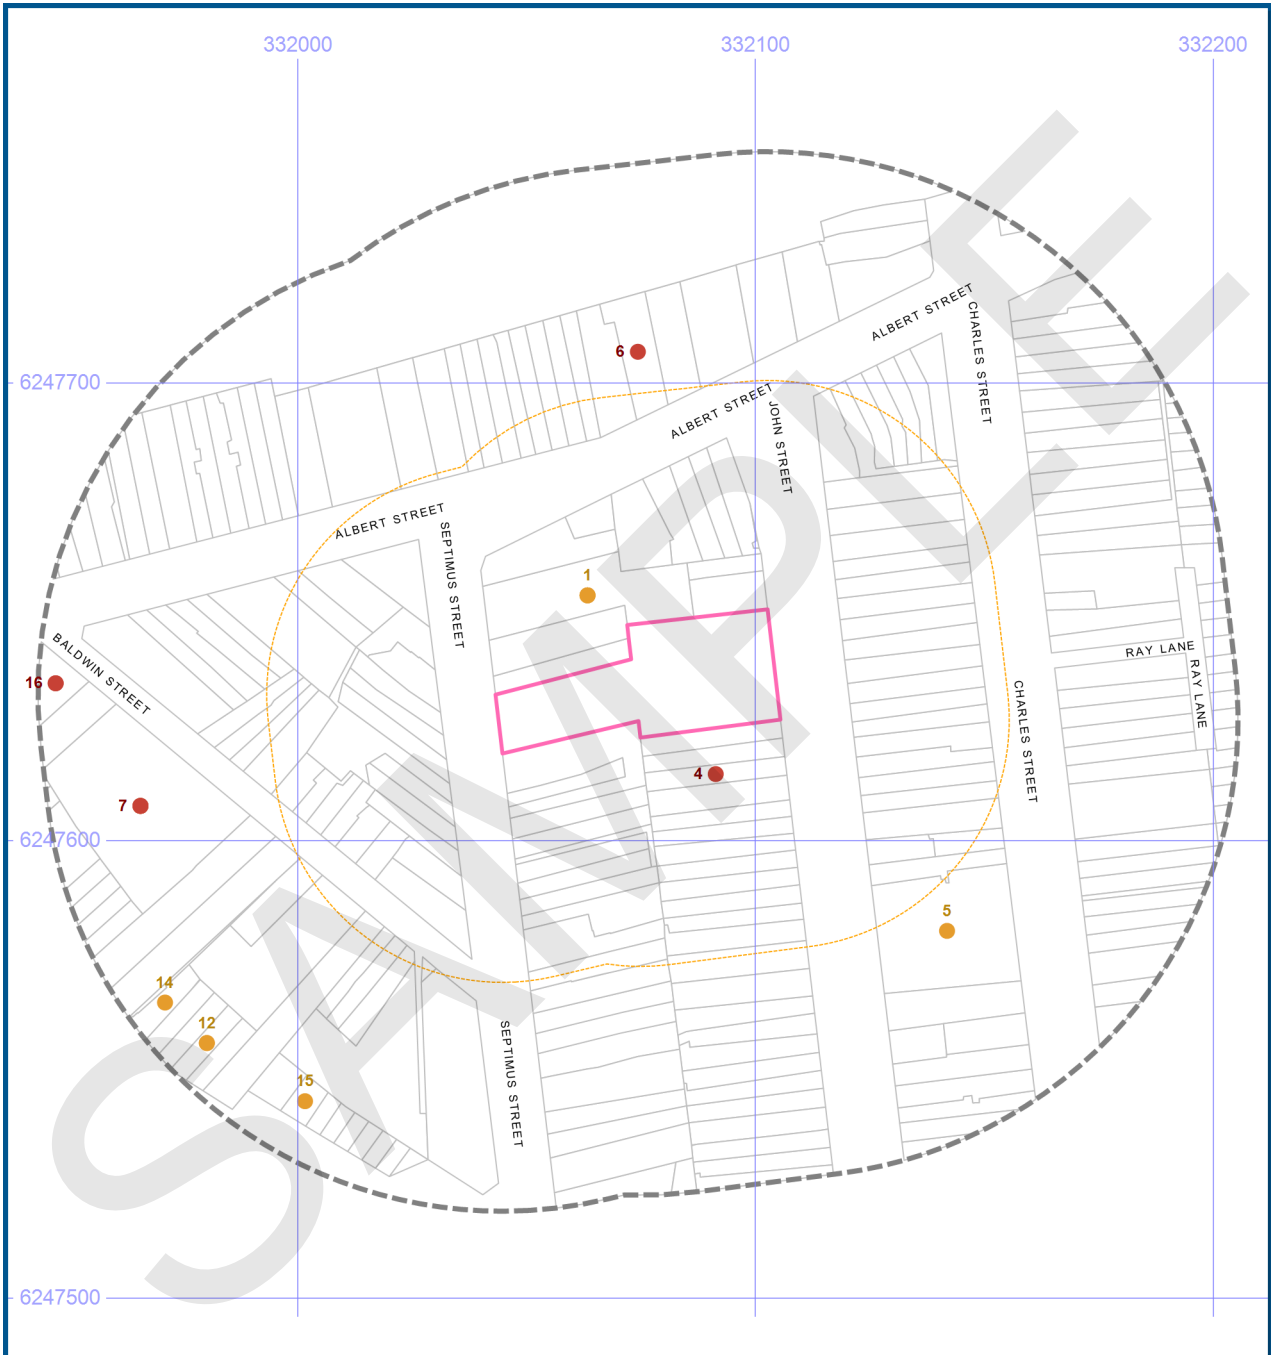 332000 332100 332200
ALBERT STREET
CHARLES STREET
6
6247700
ALBERT STREET
JOHN STREET
ALBERT STREET
SEPTIMUS STREET
1
BALDWIN STREET
RAY LANE
16
RAY LANE
CHARLES STREET
4
7
6247600
5
14
12
SEPTIMUS STREET
15
6247500
SAMPLE